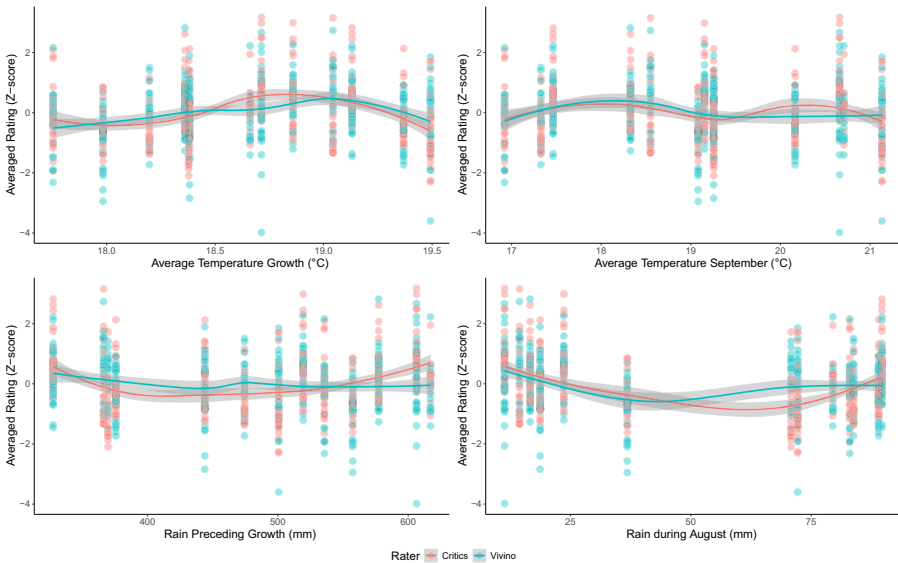 Averaged Rating (Z−score)
2
0
−2
−4
18.0 18.5 19.0 19.5
Average Temperature Growth (°C)
Averaged Rating (Z−score)
2
0
−2
−4
17 18 19 20 21
Average Temperature September (°C)
Averaged Rating (Z−score)
2
0
−2
−4
400 500 600
Rain Preceding Growth (mm)
Averaged Rating (Z−score)
2
0
−2
−4
25 50 75
Rain during August (mm)
Rater Critics Vivino